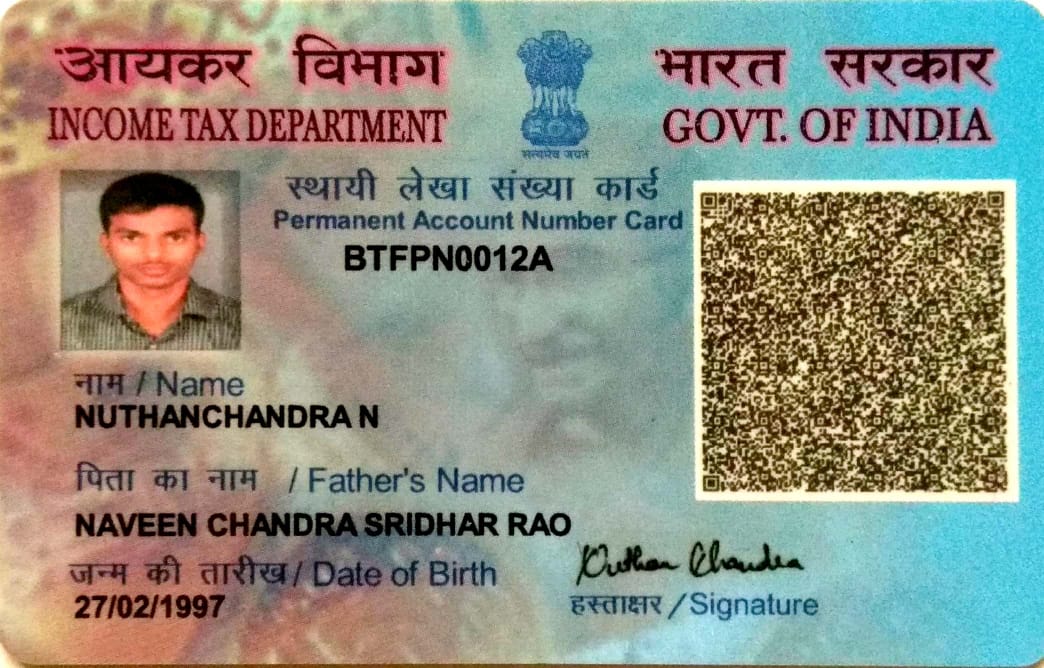 आयकर विभाग
INCOME TAX DEPARTMENT
भारत सरकार
GOVT. OF INDIA
सत्यमेव जयते
स्थायी लेखा संख्या कार्ड
Permanent Account Number Card
BTFPN0012A
नाम / Name
NUTHANCHANDRA N
पिता का नाम / Father's Name
NAVEEN CHANDRA SRIDHAR RAO
जन्म की तारीख / Date of Birth
27/02/1997
Nuthan Chandra
हस्ताक्षर / Signature